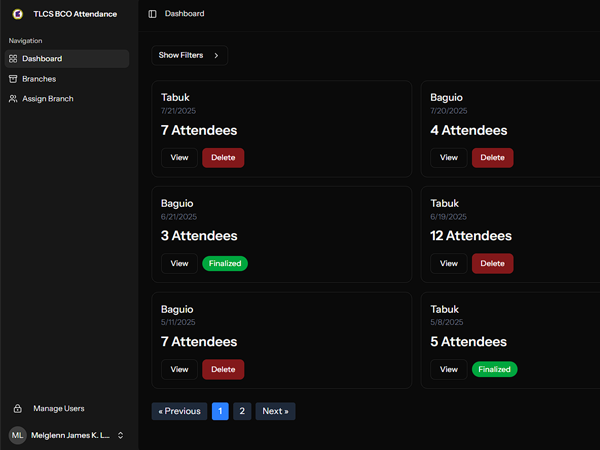 TLCS BCO Attendance
Navigation
Dashboard
Branches
Assign Branch
Manage Users
ML
Melglenn James K. L...
Dashboard
Show Filters
Tabuk
7/21/2025
7 Attendees
View Delete
Baguio
7/20/2025
4 Attendees
View Delete
Baguio
6/21/2025
3 Attendees
View Finalized
Tabuk
6/19/2025
12 Attendees
View Delete
Baguio
5/11/2025
7 Attendees
View Delete
Tabuk
5/8/2025
5 Attendees
View Finalized
« Previous 1 2 Next »